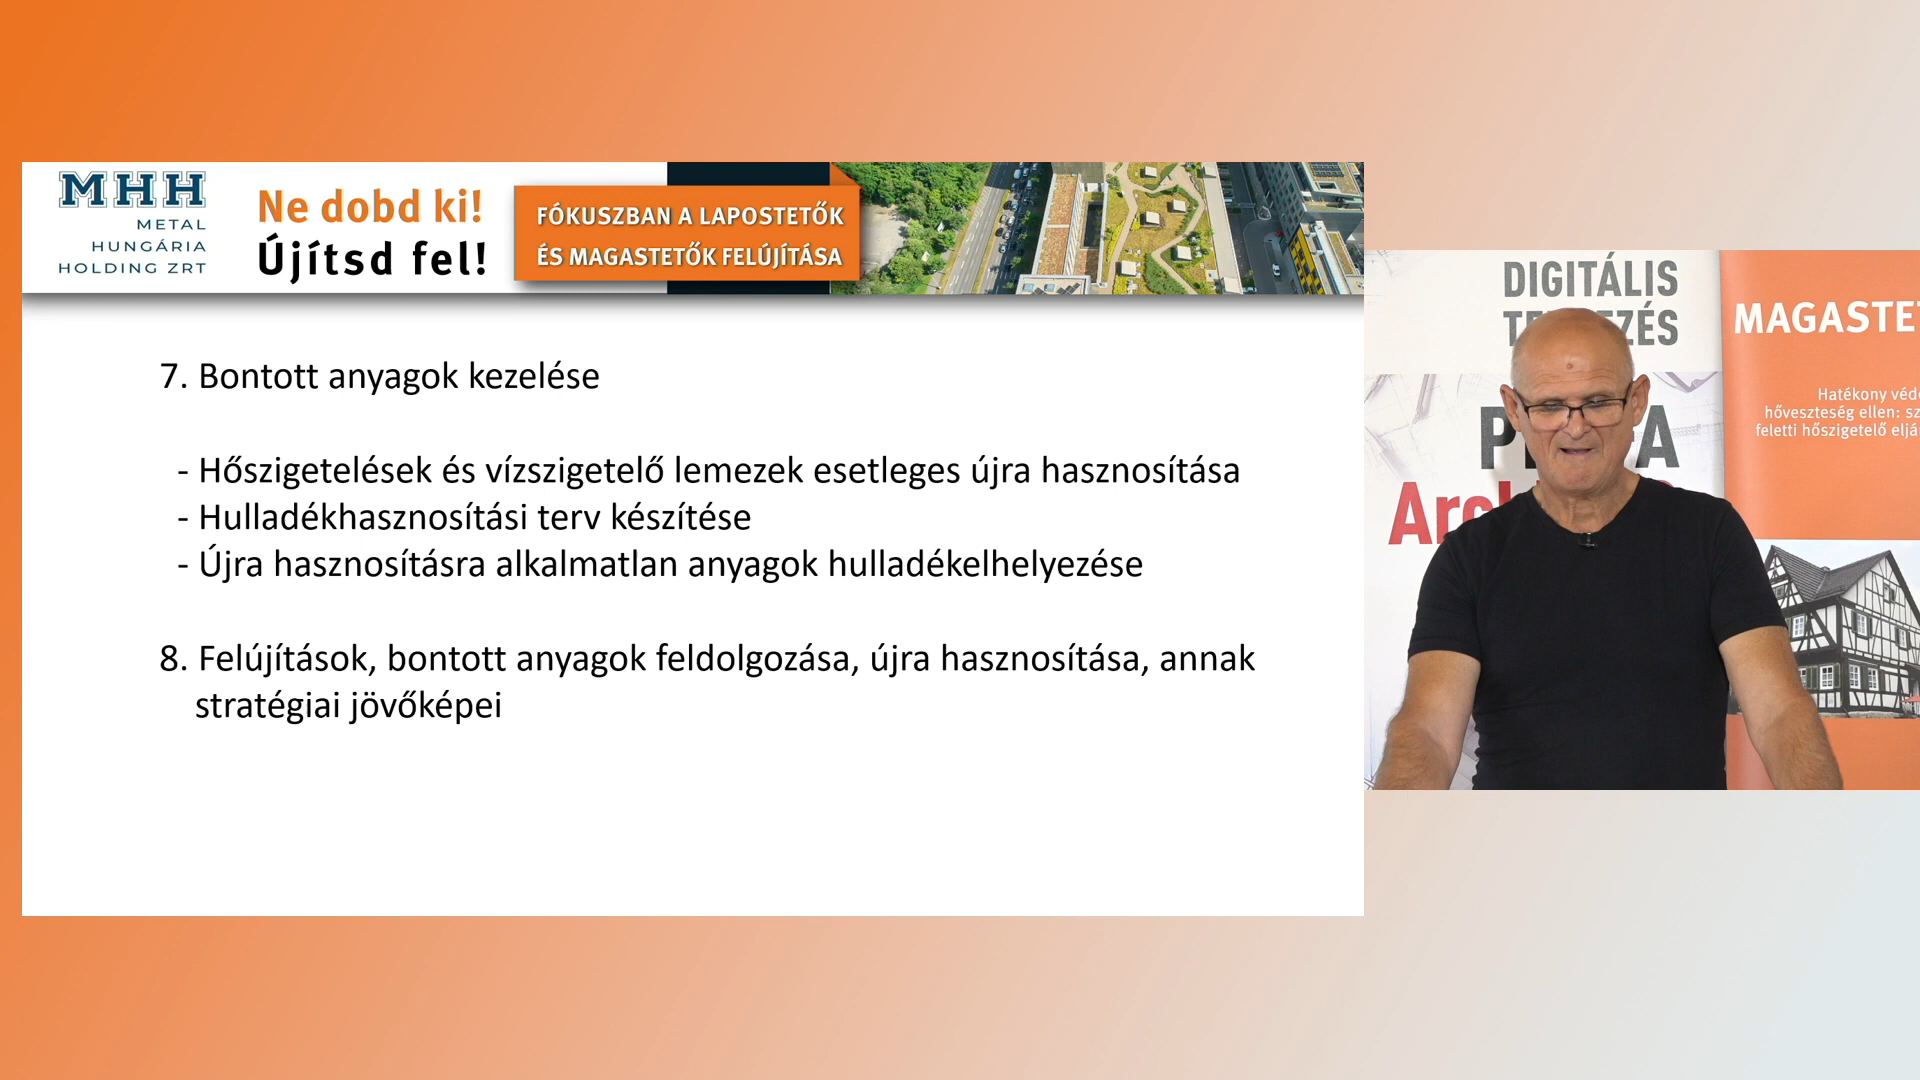 MHH
METAL
HUNGÁRIA
HOLDING ZRT
Ne dobd ki!
Újítsd fel!
FÓKUSZBAN A LAPOSTETŐK
ÉS MAGASTETŐK FELÚJÍTÁSA
7. Bontott anyagok kezelése
- Hőszigetelések és vízszigetelő lemezek esetleges újra hasznosítása
- Hulladékhasznosítási terv készítése
- Újra hasznosításra alkalmatlan anyagok hulladékelhelyezése
8. Felújítások, bontott anyagok feldolgozása, újra hasznosítása, annak
stratégiai jövőképei
DIGITÁLIS
MAGASTE
Hatékony véd
hőveszteség ellen: sz
feletti hőszigetelő eljá